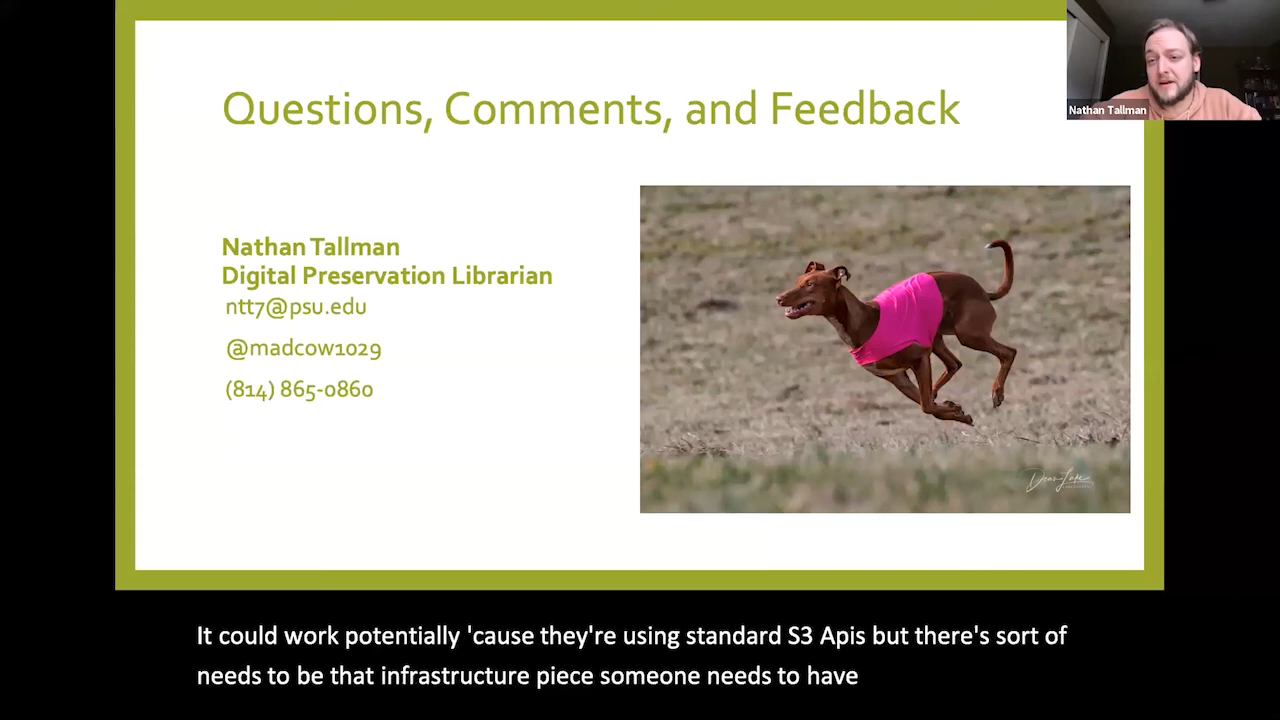 Questions, Comments, and Feedback
Nathan Tallman
Nathan Tallman
Digital Preservation Librarian
ntt7@psu.edu
@madcow1029
(814) 865-0860
It could work potentially 'cause they're using standard S3 Apis but there's sort of
needs to be that infrastructure piece someone needs to have